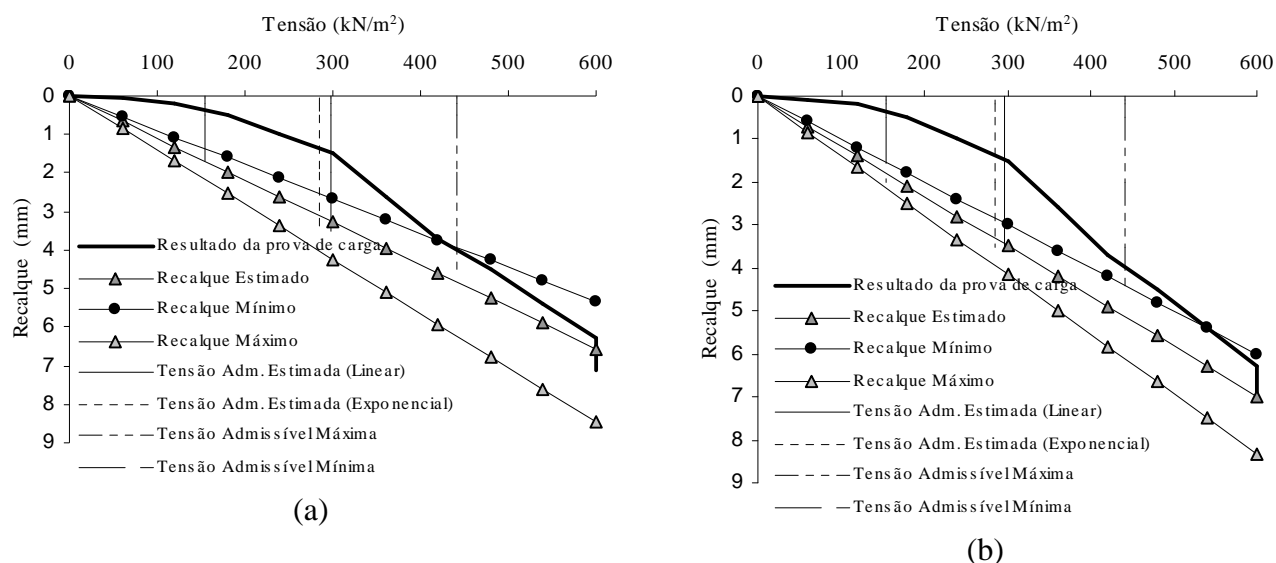 Tensão (kN/m²)
0 100 200 300 400 500 600
0
1
2
3
4
5
6
7
8
9
Recalque (mm)
Resultado da prova de carga
Recalque Estimado
Recalque Mínimo
Recalque Máximo
Tensão Adm. Estimada (Linear)
Tensão Adm. Estimada (Exponencial)
Tensão Admissível Máxima
Tensão Admissível Mínima
(a)
Tensão (kN/m²)
0 100 200 300 400 500 600
0
1
2
3
4
5
6
7
8
9
Recalque (mm)
Resultado da prova de carga
Recalque Estimado
Recalque Mínimo
Recalque Máximo
Tensão Adm. Estimada (Linear)
Tensão Adm. Estimada (Exponencial)
Tensão Admissível Máxima
Tensão Admissível Mínima
(b)